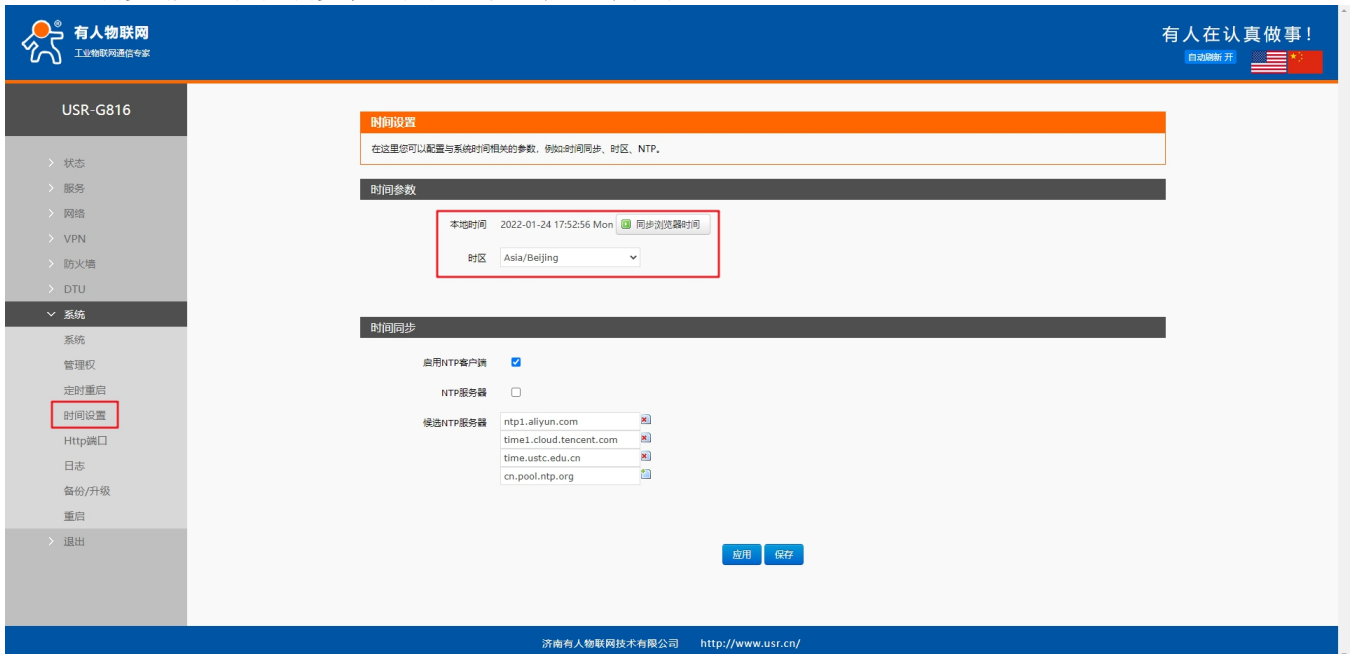 有人物联网
工业物联网通信专家
有人在认真做事!
自动刷新 开
USR-G816
状态
服务
网络
VPN
防火墙
DTU
系统
系统
管理权
定时重启
时间设置
Http端口
日志
备份/升级
重启
退出
时间设置
在这里您可以配置与系统时间相关的参数,例如:时间同步、时区、NTP。
时间参数
本地时间 2022-01-24 17:52:56 Mon 同步浏览器时间
时区 Asia/Beijing
时间同步
启用NTP客户端
NTP服务器
候选NTP服务器 ntp1.aliyun.com
time1.cloud.tencent.com
time.ustc.edu.cn
cn.pool.ntp.org
应用 保存
济南有人物联网技术有限公司 http://www.usr.cn/